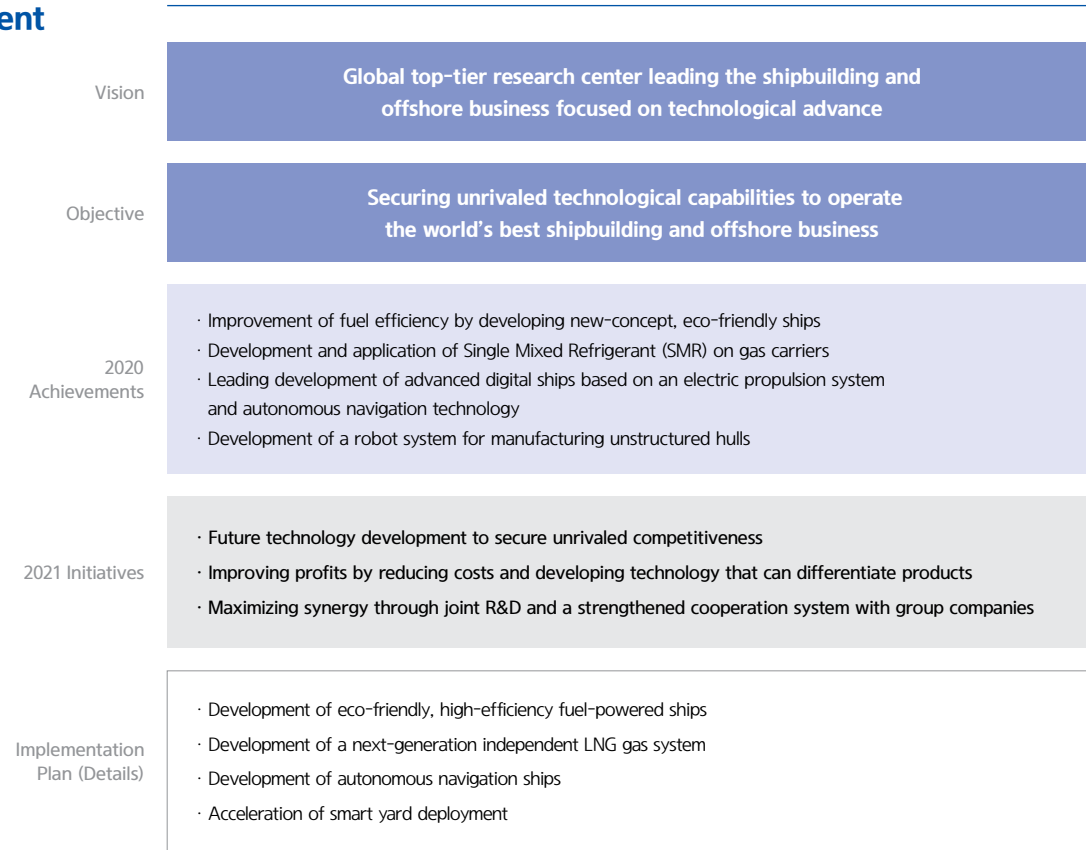 ent
Vision
Global top-tier research center leading the shipbuilding and
offshore business focused on technological advance
Objective
Securing unrivaled technological capabilities to operate
the world's best shipbuilding and offshore business
2020
Achievements
· Improvement of fuel efficiency by developing new-concept, eco-friendly ships
· Development and application of Single Mixed Refrigerant (SMR) on gas carriers
· Leading development of advanced digital ships based on an electric propulsion system
and autonomous navigation technology
· Development of a robot system for manufacturing unstructured hulls
2021 Initiatives
· Future technology development to secure unrivaled competitiveness
· Improving profits by reducing costs and developing technology that can differentiate products
· Maximizing synergy through joint R&D and a strengthened cooperation system with group companies
Implementation
Plan (Details)
· Development of eco-friendly, high-efficiency fuel-powered ships
· Development of a next-generation independent LNG gas system
· Development of autonomous navigation ships
· Acceleration of smart yard deployment